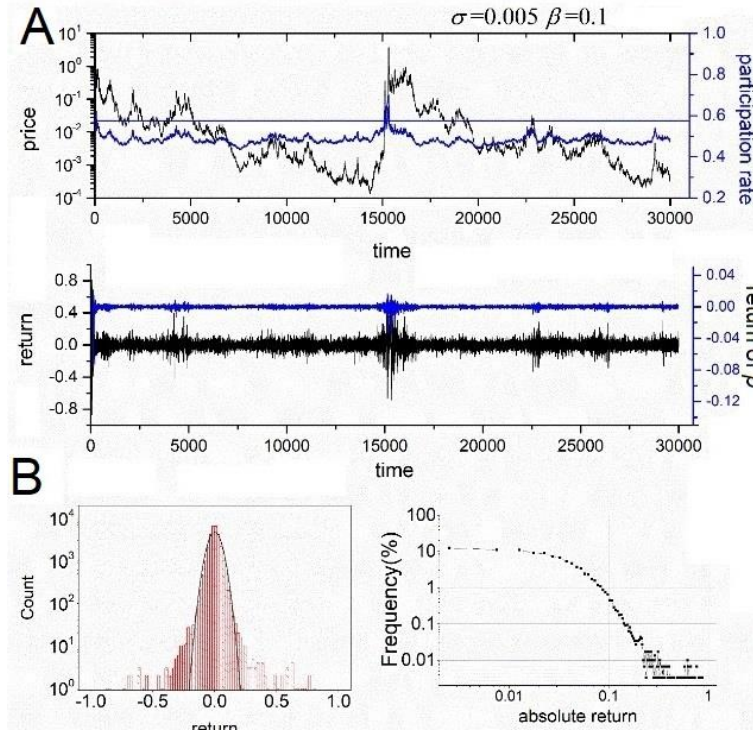 A
σ=0.005 β=0.1
10¹
10⁰
10⁻¹
10⁻²
10⁻³
10⁻⁴
price
1.0
0.8
0.6
0.4
0.2
participation rate
0 5000 10000 15000 20000 25000 30000
time
0.8
0.4
0.0
-0.4
-0.8
return
0.04
0.00
-0.04
-0.08
-0.12
return of
0 5000 10000 15000 20000 25000 30000
time
B
10⁴
10³
10²
10¹
10⁰
Count
-1.0 -0.5 0.0 0.5 1.0
return
100
10
1
0.1
0.01
Frequency(%)
0.01 0.1 1
absolute return